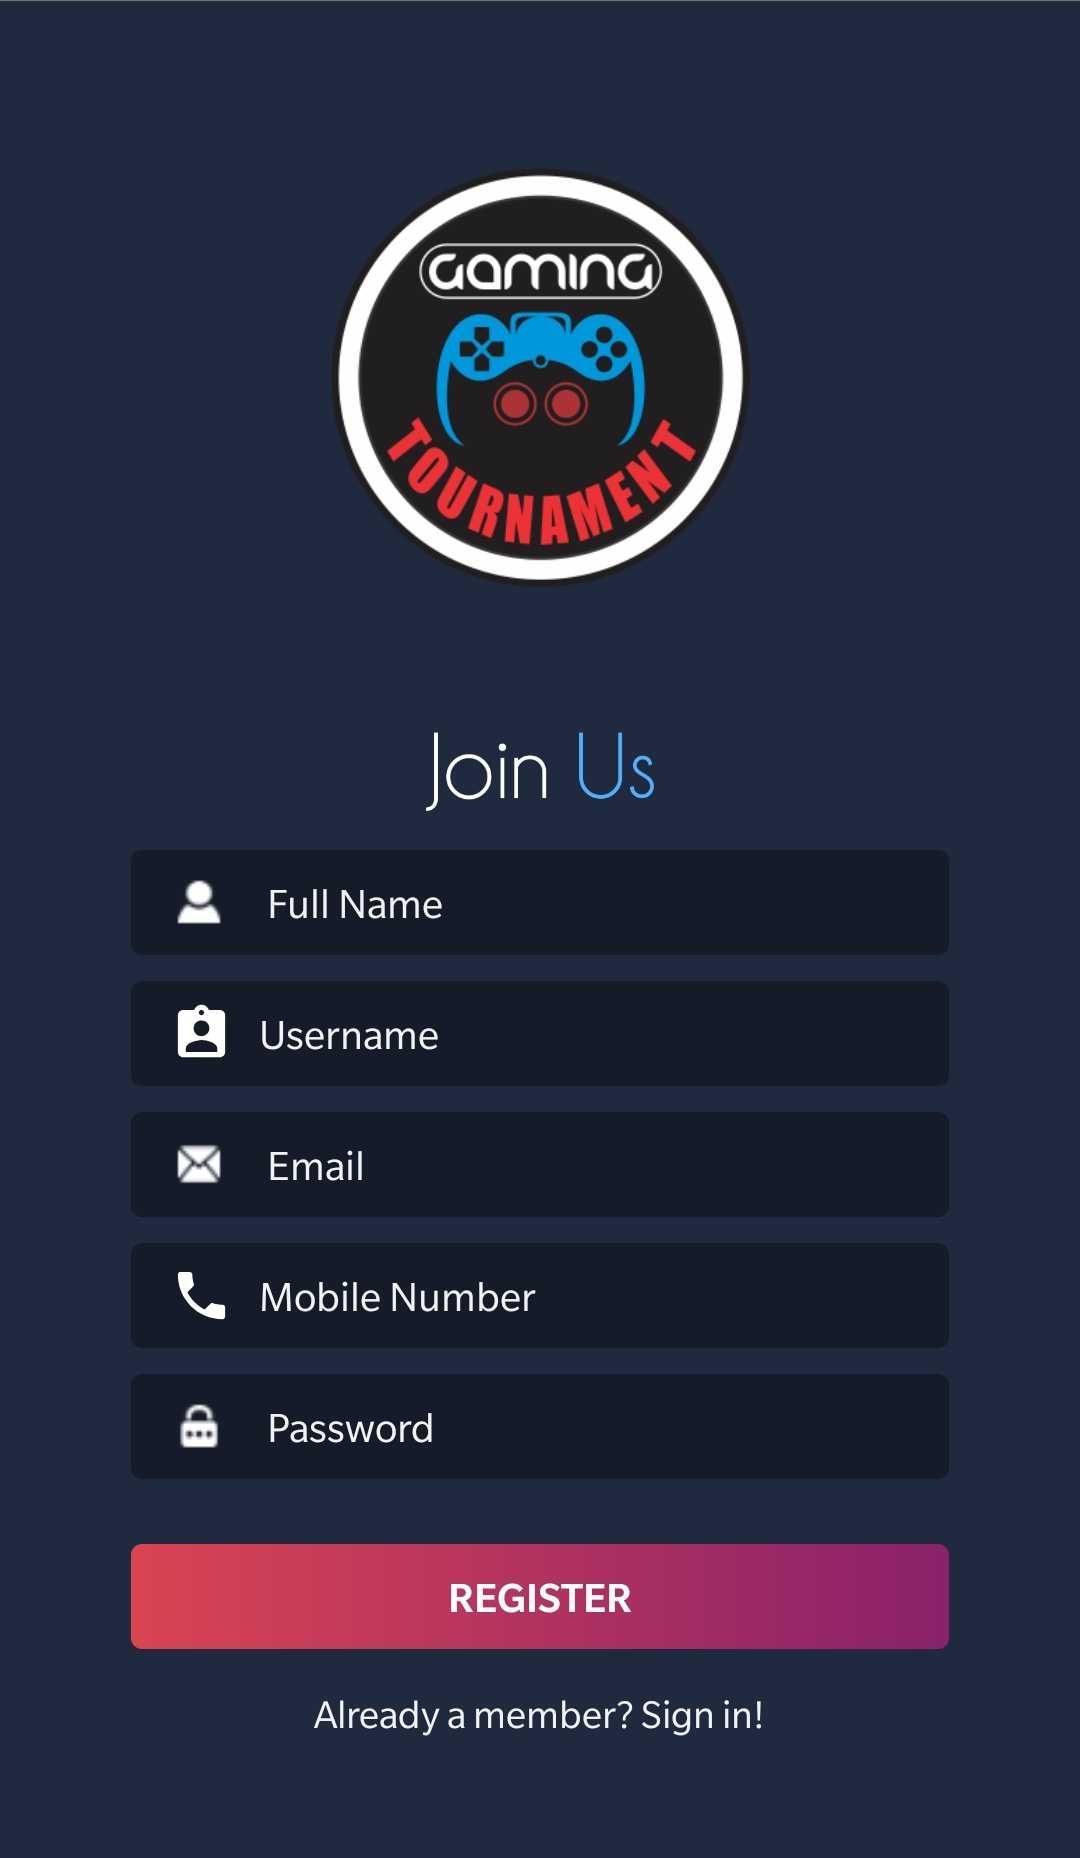 GAMING
TOURNAMENT
Join Us
Full Name
Username
Email
Mobile Number
Password
REGISTER
Already a member? Sign in!